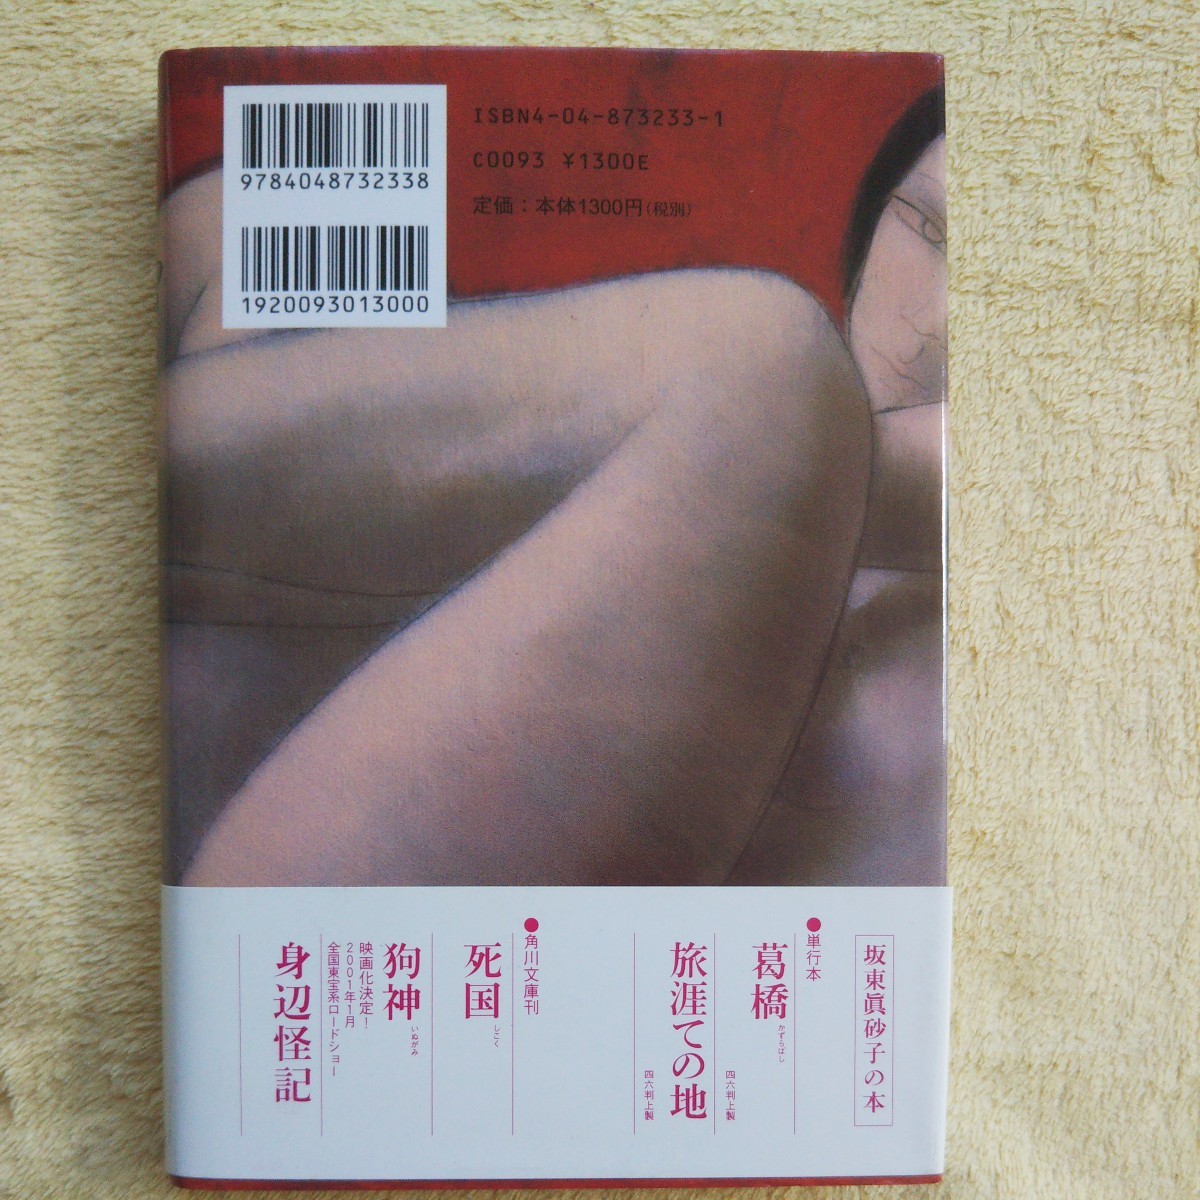 9784048732338
1920093013000
ISBN4-04-873233-1
C0093 ¥1300E
定価：本体1300円(税別)
坂東眞砂子の本
●単行本
葛橋
かずらばし
四六判上製
旅涯ての地
四六判上製
●角川文庫刊
死国
しこく
狗神
いぬがみ
映画化決定！
2001年1月
全国東宝系ロードショー
身辺怪記